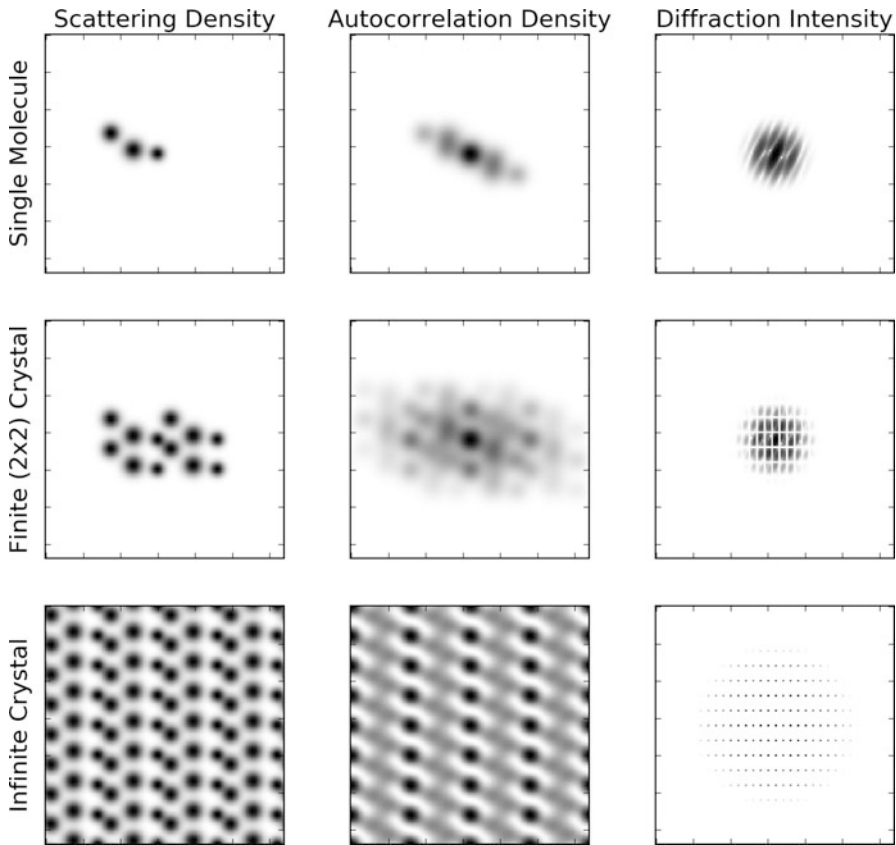 Scattering Density
Autocorrelation Density
Diffraction Intensity
Single Molecule
Finite (2x2) Crystal
Infinite Crystal